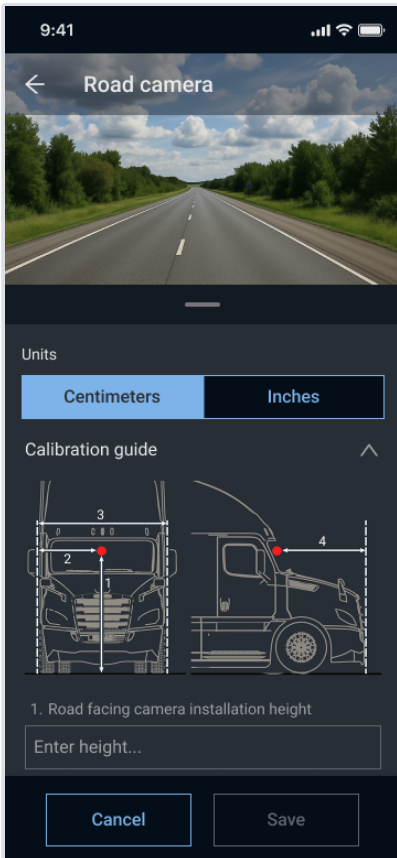 9:41
Road camera
Units
Centimeters Inches
Calibration guide
3
2
4
1
1. Road facing camera installation height
Enter height...
Cancel Save